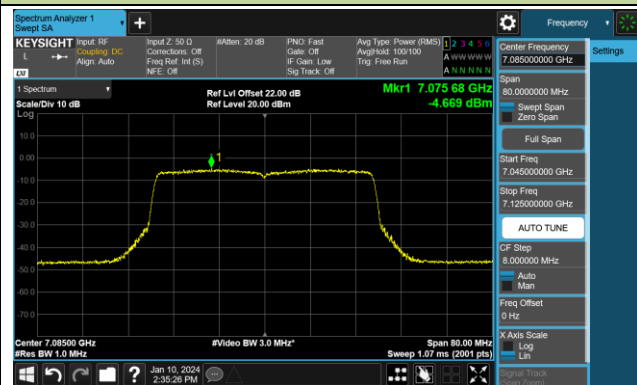 Spectrum Analyzer 1
Swept SA
Frequency
KEYSIGHT
L
LXI
Input: RF
Coupling: DC
Align: Auto
Input Z: 50 Ω
Corrections: Off
Freq Ref: Int (S)
NFE: Off
#Atten: 20 dB
PNO: Fast
Gate: Off
IF Gain: Low
Sig Track: Off
Avg Type: Power (RMS)
Avg|Hold: 100/100
Trig: Free Run
1 2 3 4 5 6
A W W W W W
A N N N N N
1 Spectrum
Scale/Div 10 dB
Log
Ref Lvl Offset 22.00 dB
Ref Level 20.00 dBm
Mkr1 7.075 68 GHz
-4.669 dBm
1
10.0
0.00
-10.0
-20.0
-30.0
-40.0
-50.0
-60.0
-70.0
Center 7.08500 GHz
#Res BW 1.0 MHz
#Video BW 3.0 MHz*
Span 80.00 MHz
Sweep 1.07 ms (2001 pts)
Center Frequency
7.085000000 GHz
Span
80.0000000 MHz
Swept Span
Zero Span
Full Span
Start Freq
7.045000000 GHz
Stop Freq
7.125000000 GHz
AUTO TUNE
CF Step
8.000000 MHz
Auto
Man
Freq Offset
0 Hz
X Axis Scale
Log
Lin
Signal Track
(Span Zoom)
Settings
?
Jan 10, 2024
2:35:26 PM